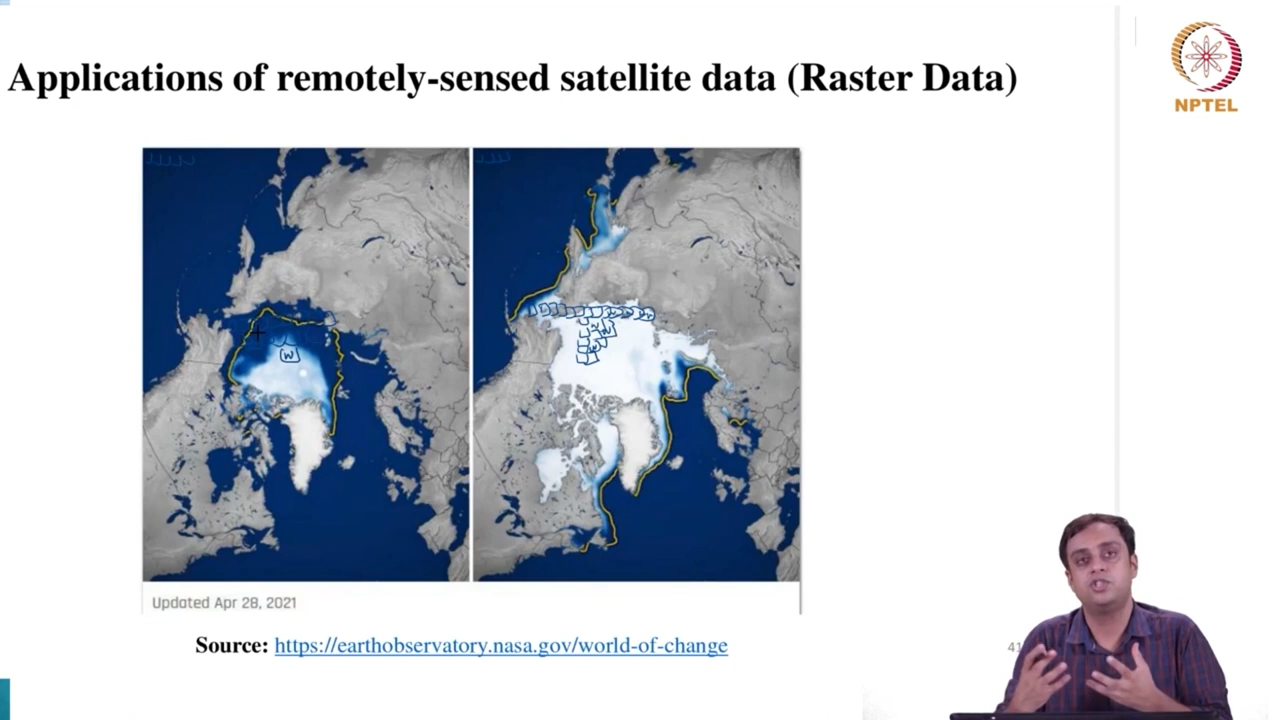 Applications of remotely-sensed satellite data (Raster Data)
NPTEL
W
Updated Apr 28, 2021
Source: https://earthobservatory.nasa.gov/world-of-change
41